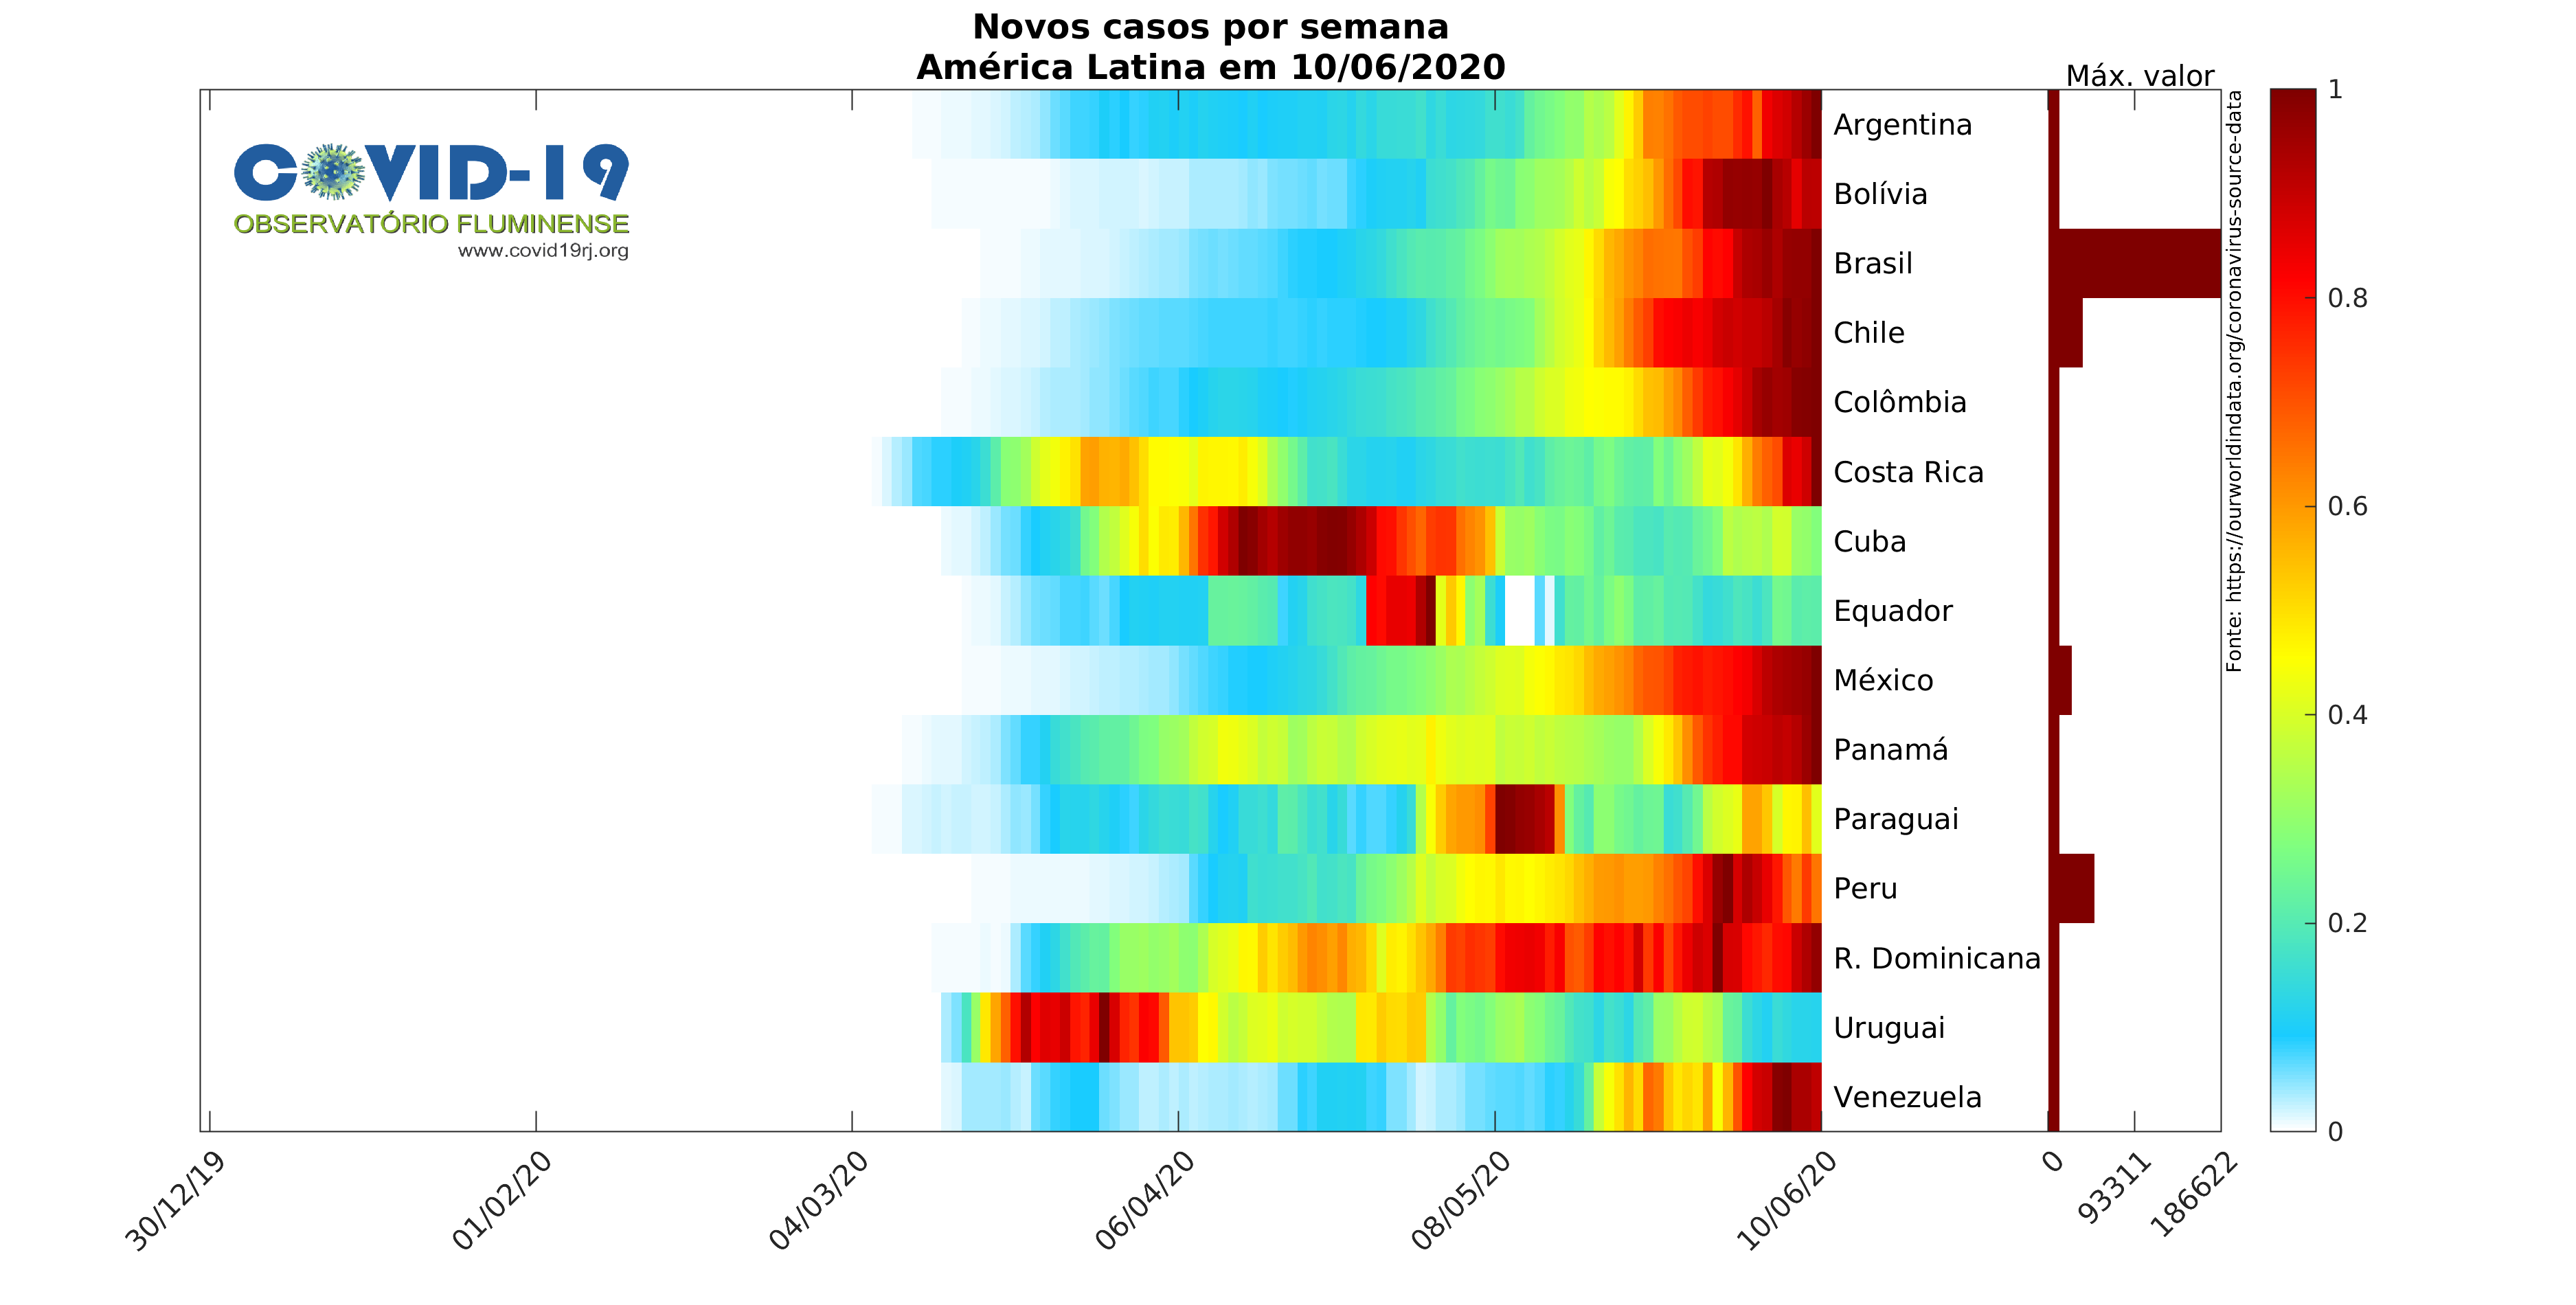 Novos casos por semana
América Latina em 10/06/2020
Máx. valor
COVID-19
OBSERVATÓRIO FLUMINENSE
www.covid19rj.org
Argentina
Bolívia
Brasil
Chile
Colômbia
Costa Rica
Cuba
Equador
México
Panamá
Paraguai
Peru
R. Dominicana
Uruguai
Venezuela
Fonte: https://ourworldindata.org/coronavirus-source-data
1
0.8
0.6
0.4
0.2
0
30/12/19
01/02/20
04/03/20
06/04/20
08/05/20
10/06/20
0
93311
186622